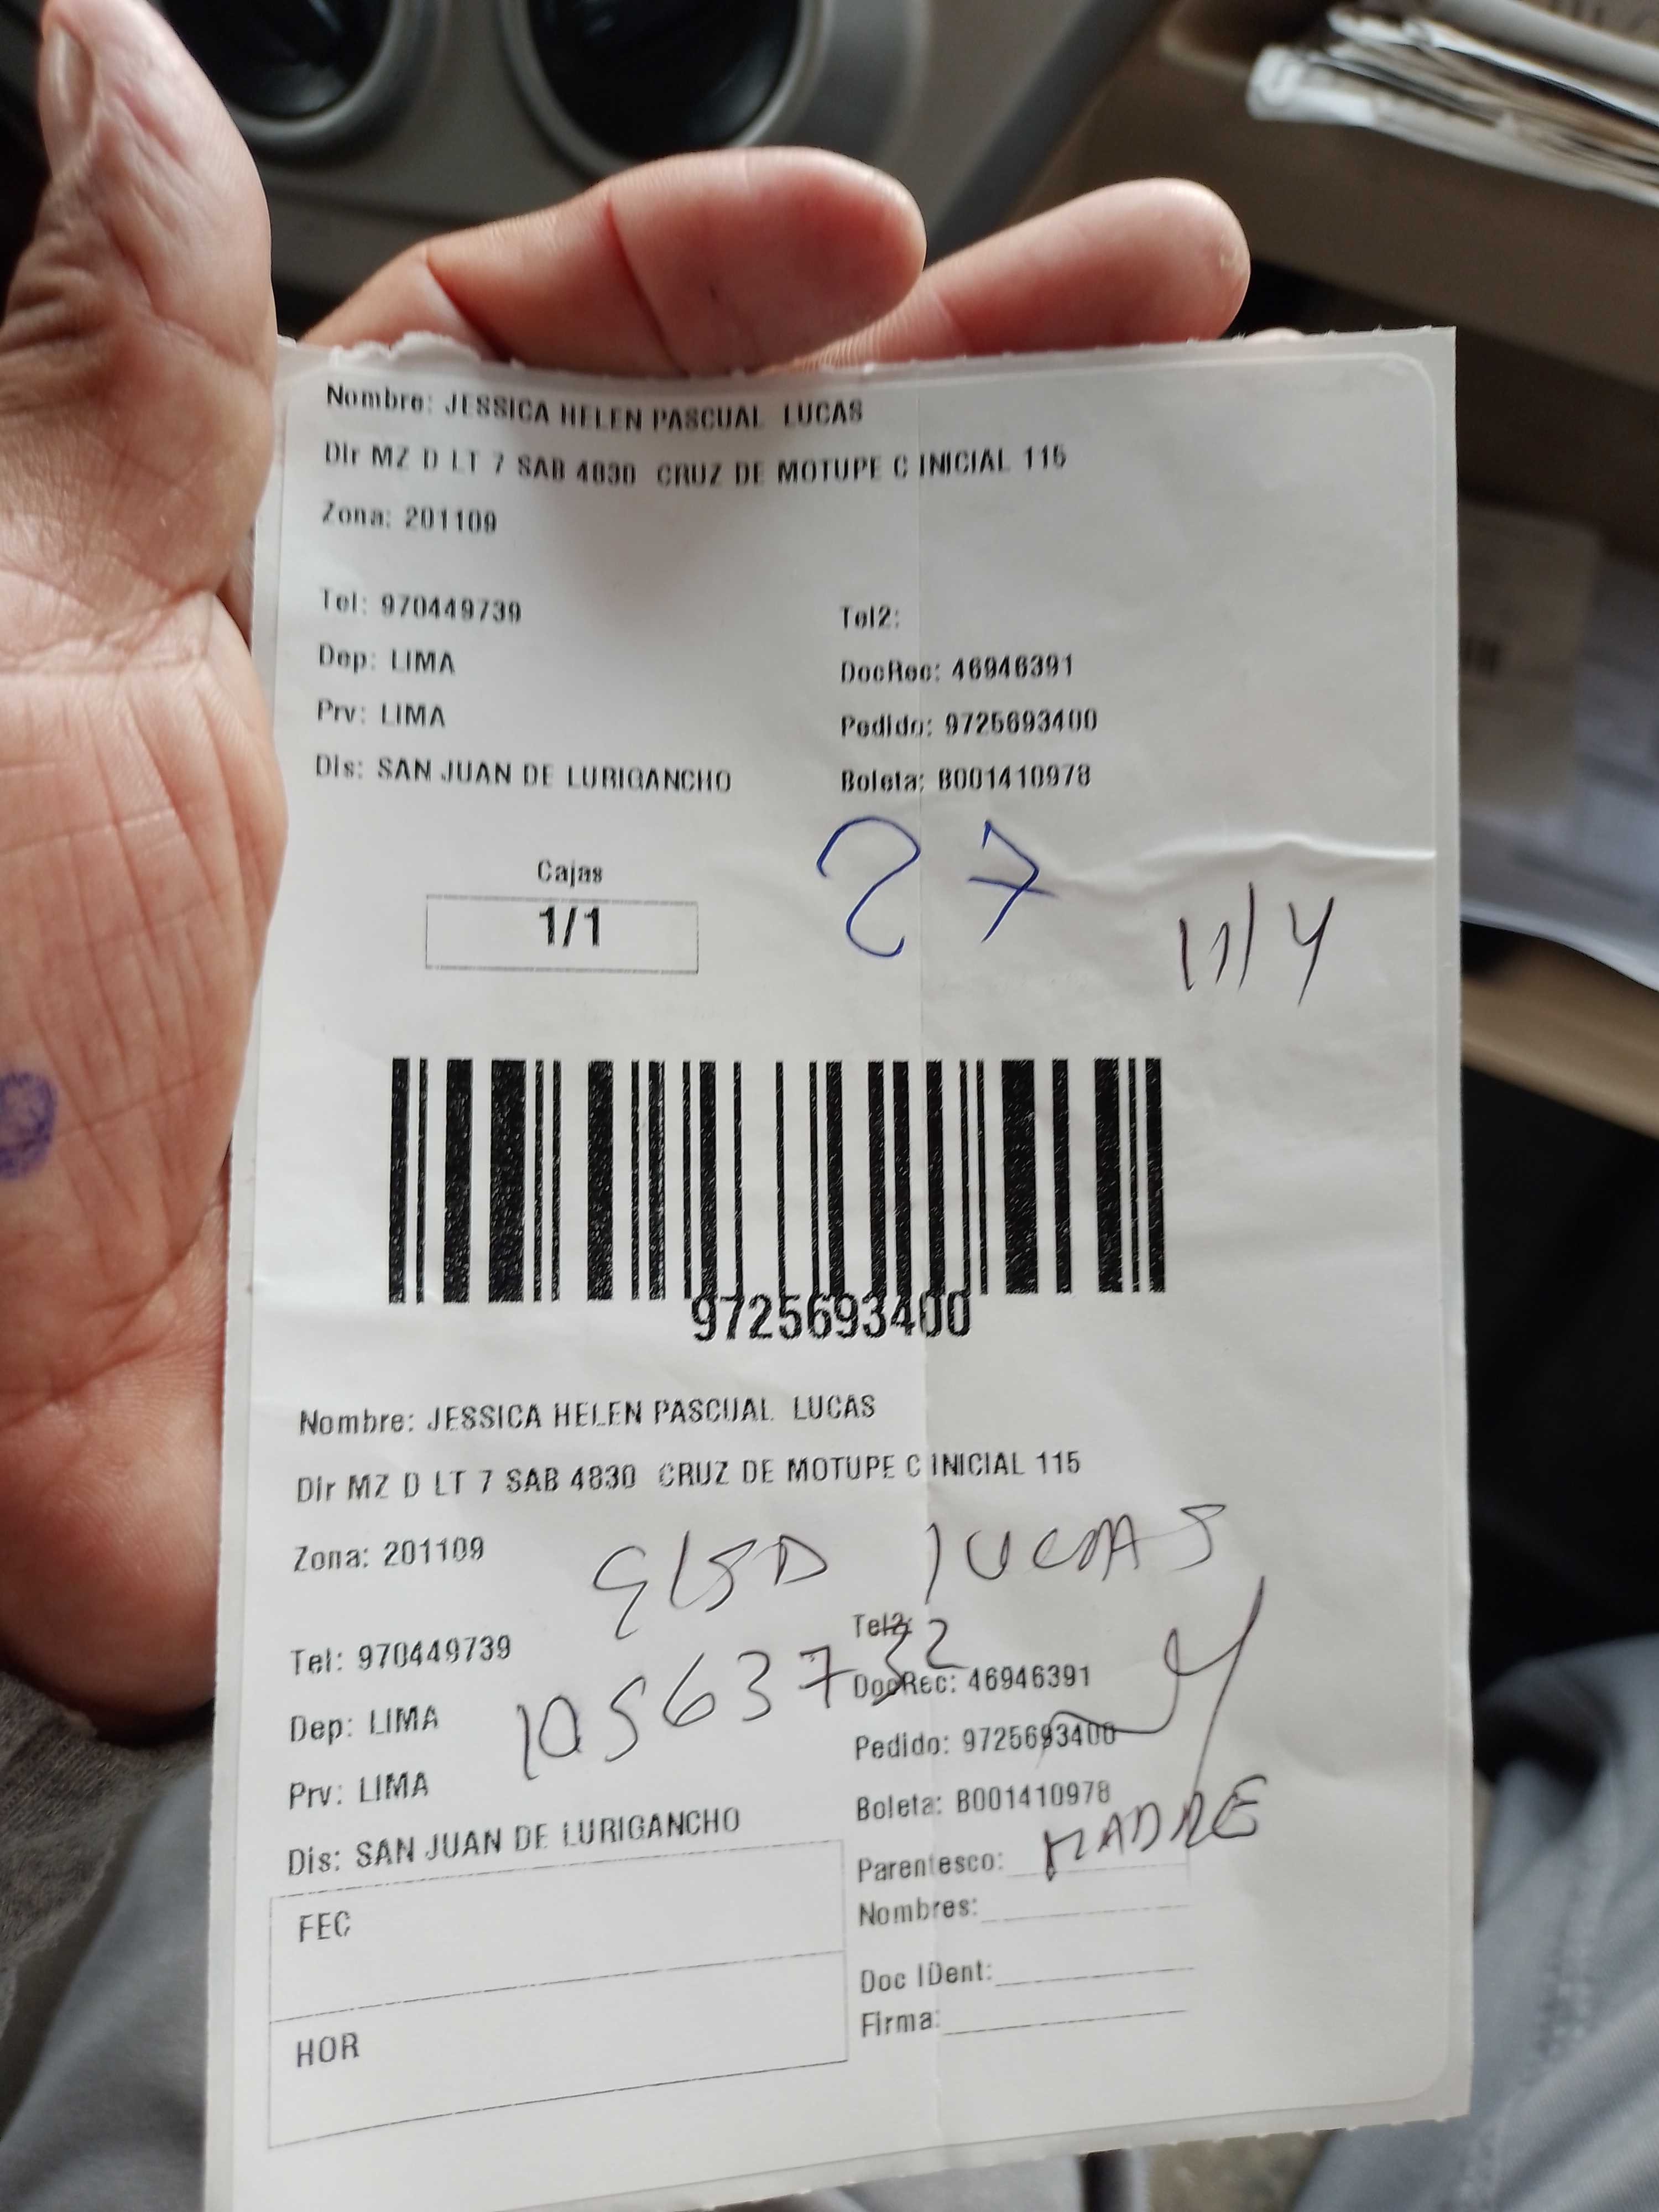 Nombre: JESSICA HELEN PASCUAL LUCAS
Dir MZ D LT 7 SAB 4830 CRUZ DE MOTUPE C INICIAL 115
Zona: 201109
Tel: 970449739 Tel2:
Dep: LIMA DocRec: 46946391
Prv: LIMA Pedido: 9725693400
Dis: SAN JUAN DE LURIGANCHO Boleta: B001410978
Cajas 27
1/1 11/4
9725693400
Nombre: JESSICA HELEN PASCUAL LUCAS
Dir MZ D LT 7 SAB 4830 CRUZ DE MOTUPE C INICIAL 115
Zona: 201109 LUCAS
Tel: 970449739 Tel2:
10563732
Dep: LIMA DocRec: 46946391
Prv: LIMA Pedido: 9725693400
Dis: SAN JUAN DE LURIGANCHO Boleta: B001410978
Parentesco: MADRE
FEC Nombres:
Doc IDent:
HOR Firma: